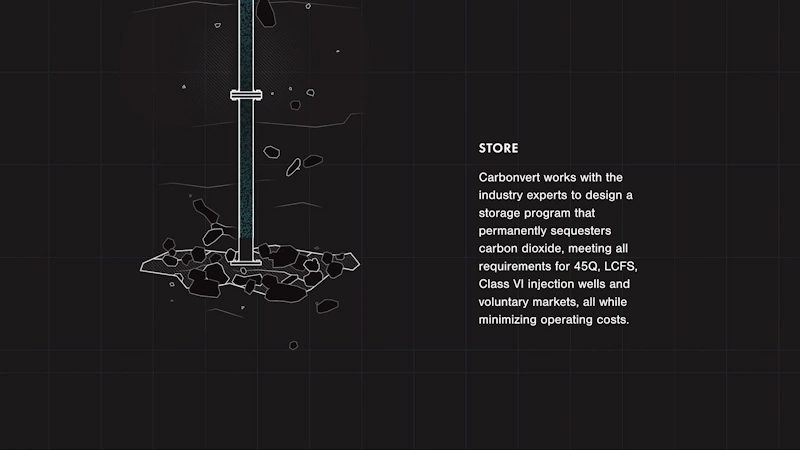 STORE
Carbonvert works with the
industry experts to design a
storage program that
permanently sequesters
carbon dioxide, meeting all
requirements for 45Q, LCFS,
Class VI injection wells and
voluntary markets, all while
minimizing operating costs.